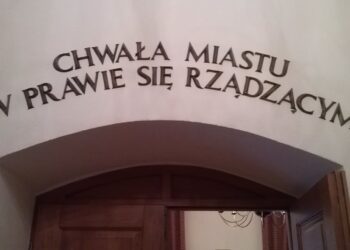 CHWAŁA MIASTU
W PRAWIE SIĘ RZĄDZĄCYM